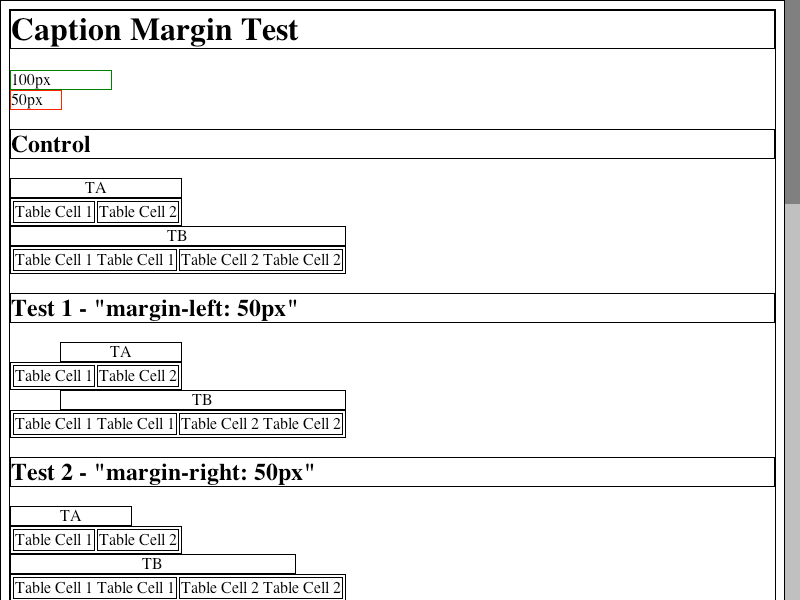 Caption Margin Test
100px
50px
Control
TA
Table Cell 1 Table Cell 2
TB
Table Cell 1 Table Cell 1 Table Cell 2 Table Cell 2
Test 1 - "margin-left: 50px"
TA
Table Cell 1 Table Cell 2
TB
Table Cell 1 Table Cell 1 Table Cell 2 Table Cell 2
Test 2 - "margin-right: 50px"
TA
Table Cell 1 Table Cell 2
TB
Table Cell 1 Table Cell 1 Table Cell 2 Table Cell 2